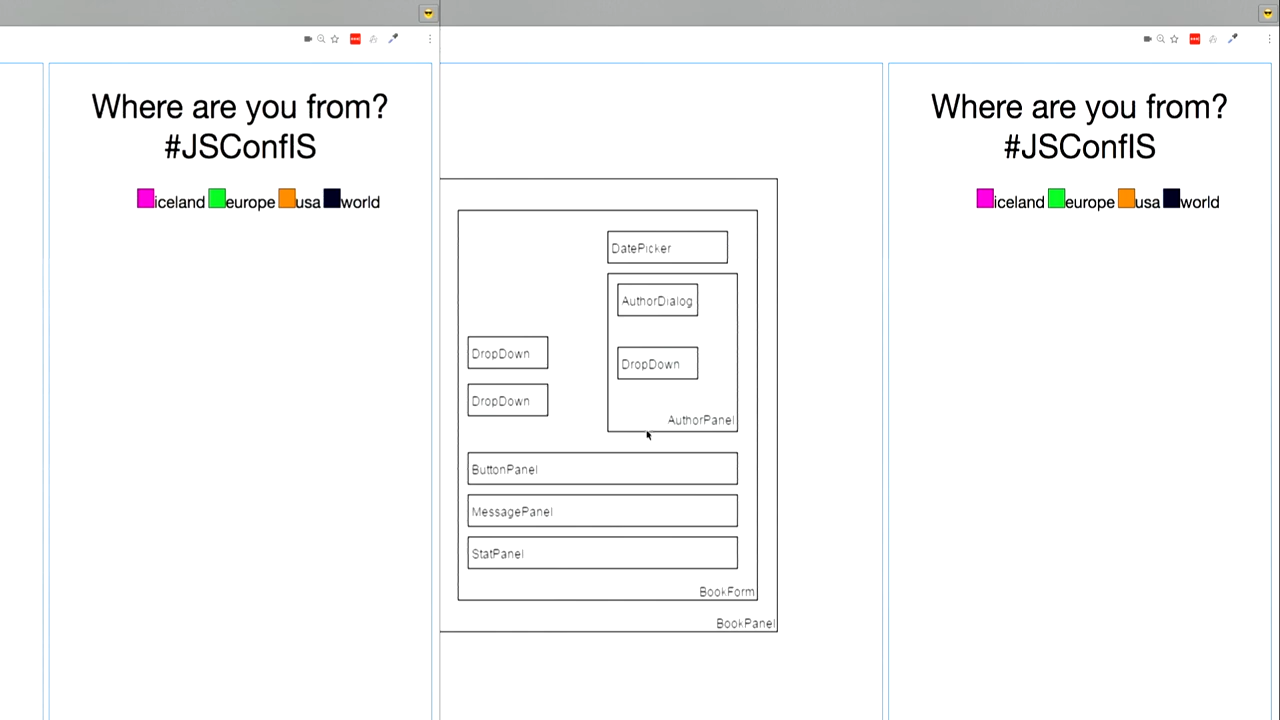 Where are you from?
#JSConfIS
iceland europe usa world
DatePicker
AuthorDialog
DropDown
DropDown
DropDown
AuthorPanel
ButtonPanel
MessagePanel
StatPanel
BookForm
BookPanel
Where are you from?
#JSConfIS
iceland europe usa world